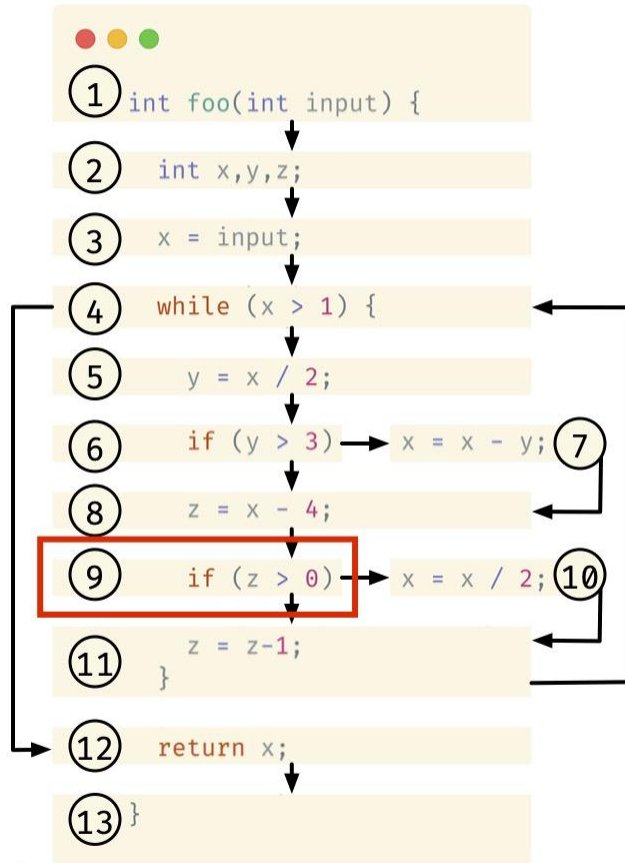 1 int foo(int input) {
2 int x,y,z;
3 x = input;
4 while (x > 1) {
5 y = x / 2;
6 if (y > 3) x = x - y; 7
8 z = x - 4;
9 if (z > 0) x = x / 2; 10
z = z-1;
11 }
12 return x;
13 }